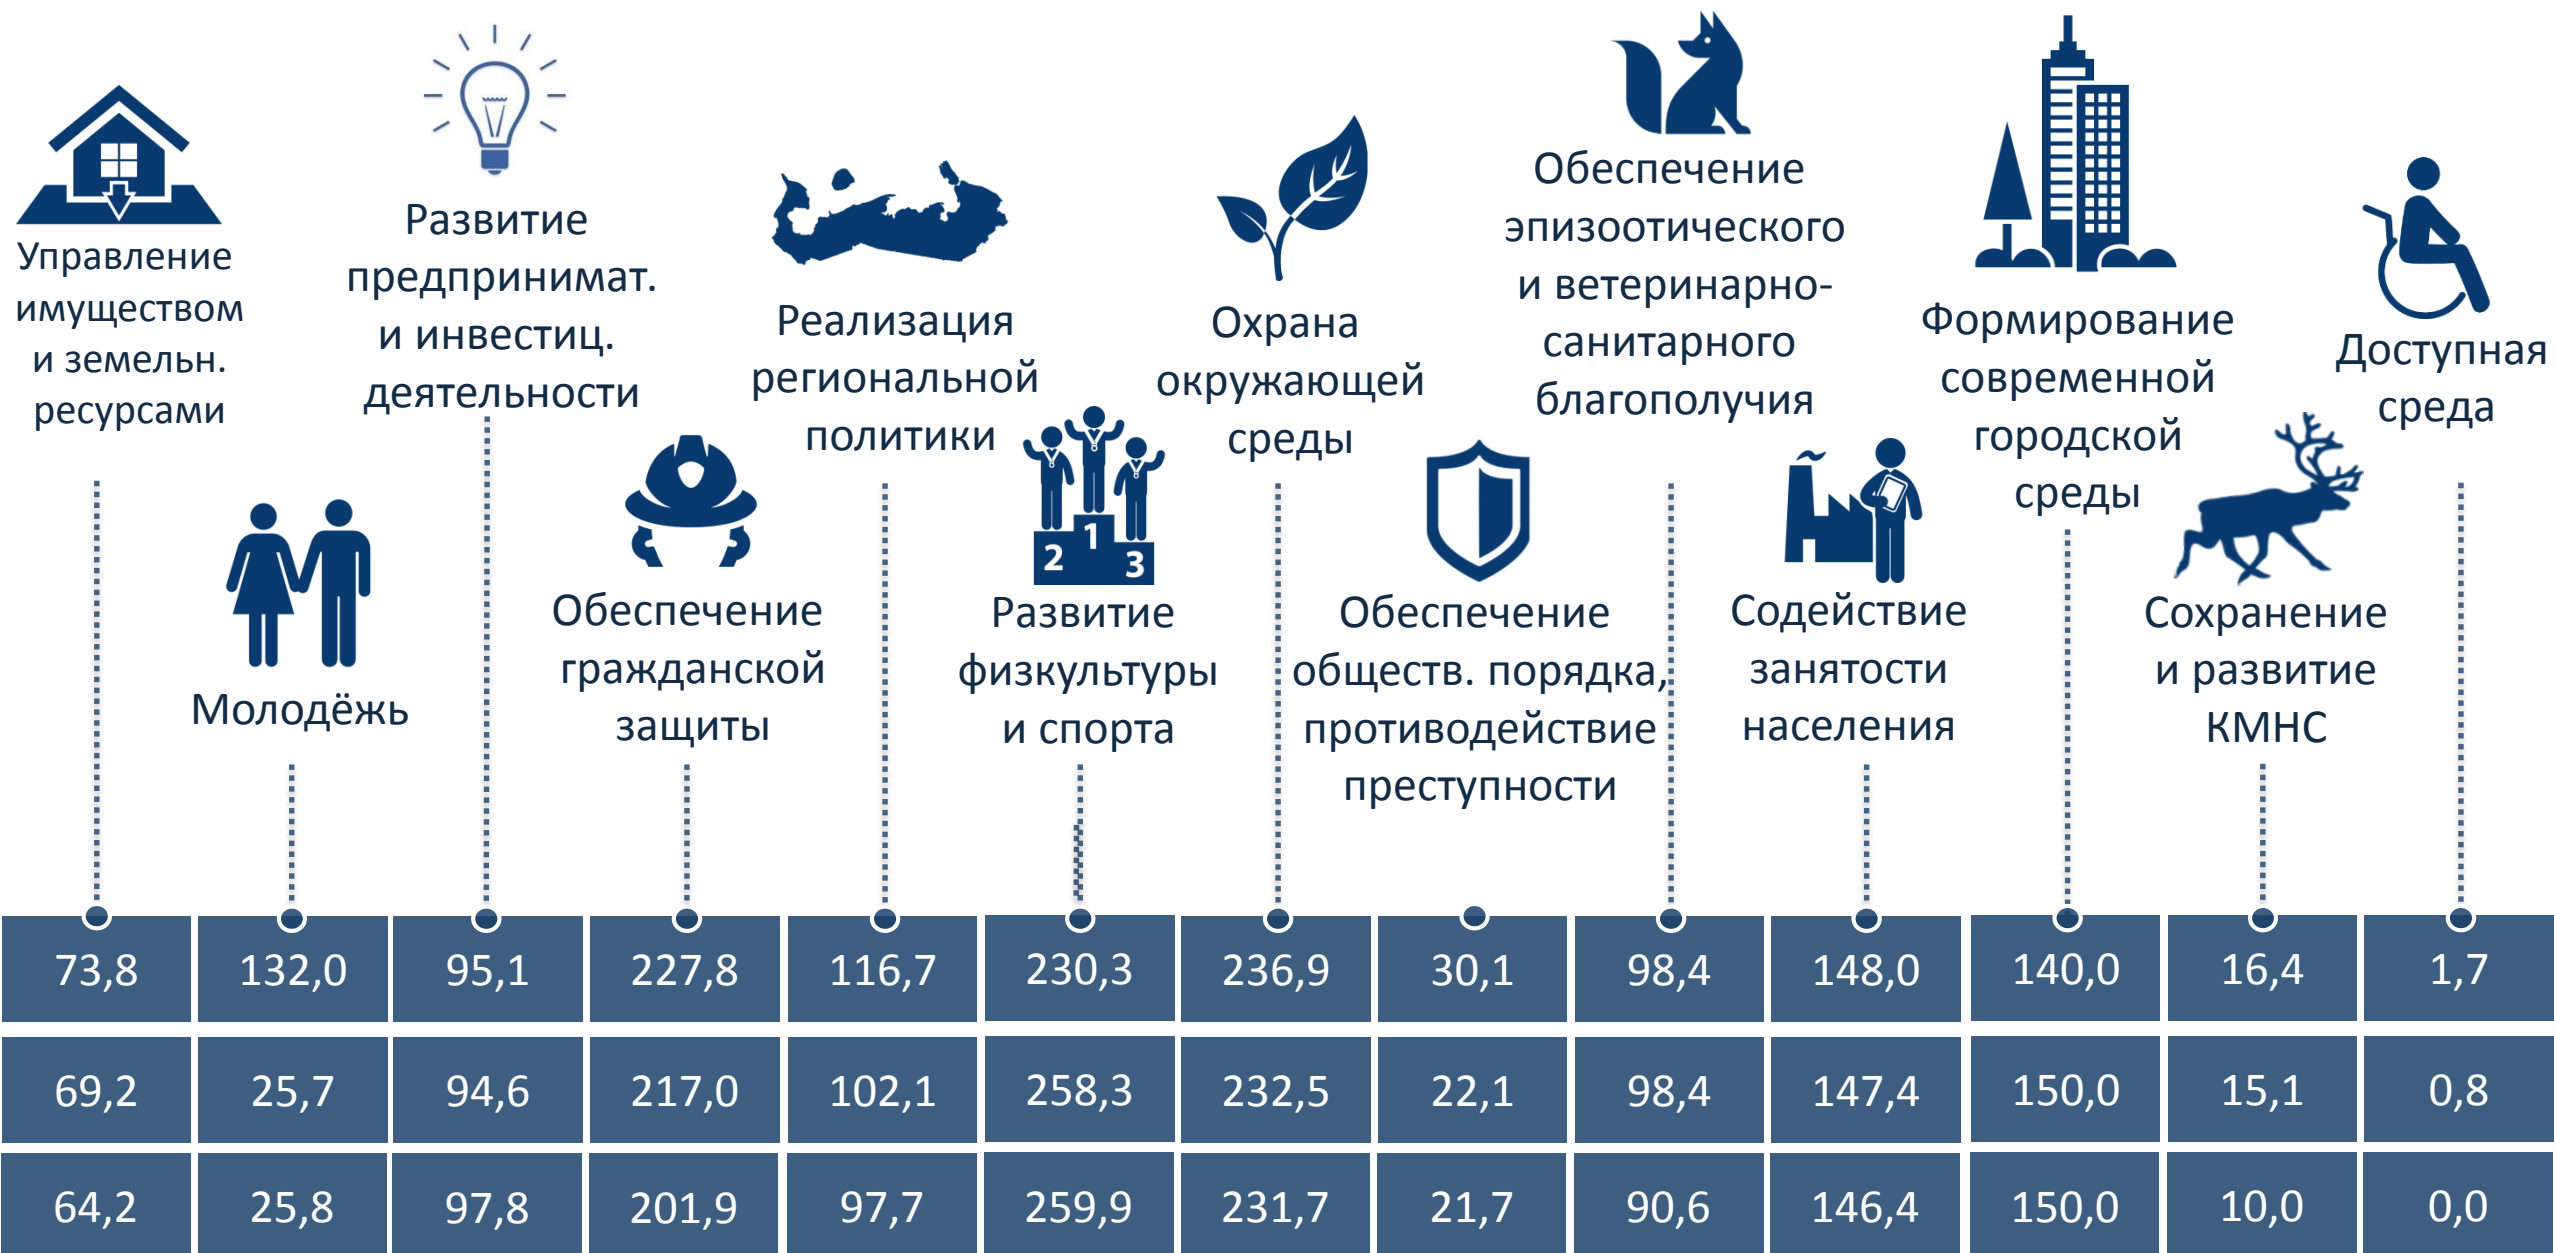 Управление
имуществом
и земельн.
ресурсами
Молодёжь
Развитие
предпринимат.
и инвестиц.
деятельности
Обеспечение
гражданской
защиты
Реализация
региональной
политики
1
2
3
Развитие
физкультуры
и спорта
Охрана
окружающей
среды
Обеспечение
обществ. порядка,
противодействие
преступности
Обеспечение
эпизоотического
и ветеринарно-
санитарного
благополучия
Содействие
занятости
населения
Формирование
современной
городской
среды
Сохранение
и развитие
КМНС
Доступная
среда
73,8 132,0 95,1 227,8 116,7 230,3 236,9 30,1 98,4 148,0 140,0 16,4 1,7
69,2 25,7 94,6 217,0 102,1 258,3 232,5 22,1 98,4 147,4 150,0 15,1 0,8
64,2 25,8 97,8 201,9 97,7 259,9 231,7 21,7 90,6 146,4 150,0 10,0 0,0